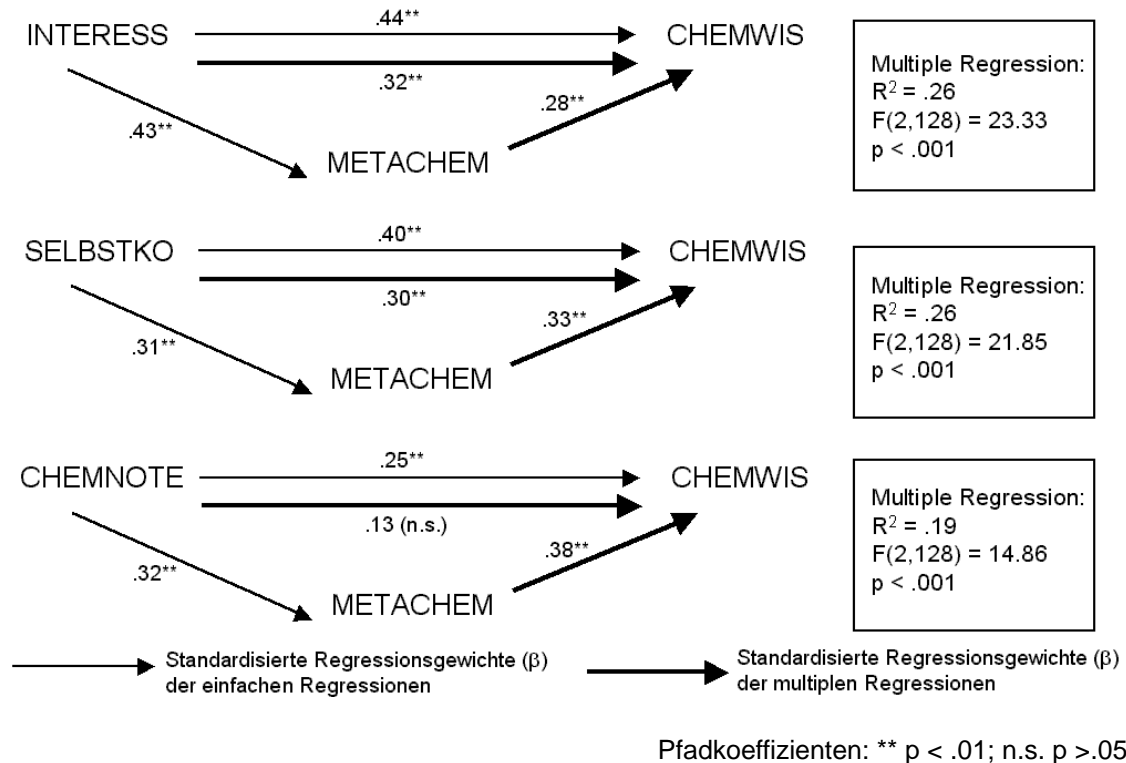 .44**
INTERESS CHEMWIS
.32**
.43**
.28**
METACHEM
Multiple Regression:
R² = .26
F(2,128) = 23.33
p < .001
.40**
SELBSTKO CHEMWIS
.30**
.31**
.33**
METACHEM
Multiple Regression:
R² = .26
F(2,128) = 21.85
p < .001
.25**
CHEMNOTE CHEMWIS
.13 (n.s.)
.32**
.38**
METACHEM
Multiple Regression:
R² = .19
F(2,128) = 14.86
p < .001
Standardisierte Regressionsgewichte (β)
der einfachen Regressionen
Standardisierte Regressionsgewichte (β)
der multiplen Regressionen
Pfadkoeffizienten: ** p < .01; n.s. p >.05